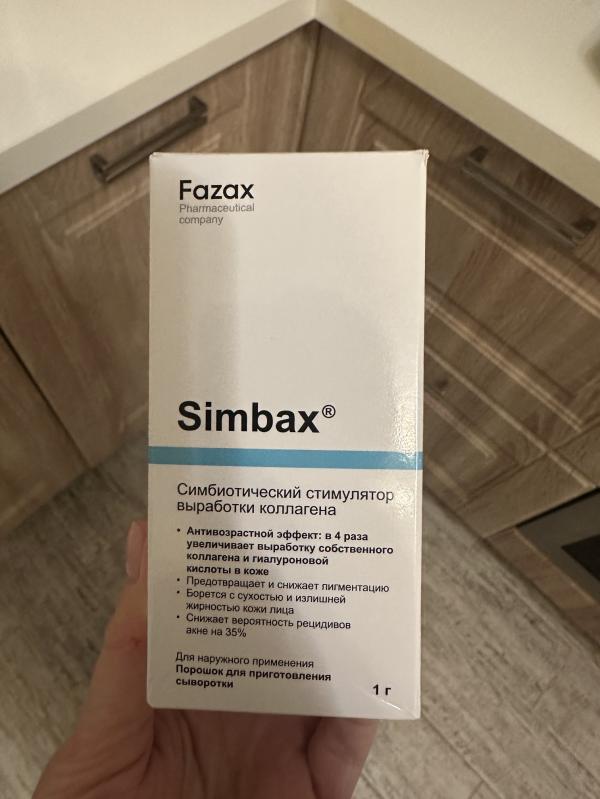 Fazax
Pharmaceutical
company
Simbax®
Симбиотический стимулятор
выработки коллагена
• Антивозрастной эффект: в 4 раза
увеличивает выработку собственного
коллагена и гиалуроновой
кислоты в коже
• Предотвращает и снижает пигментацию
• Борется с сухостью и излишней
жирностью кожи лица
• Снижает вероятность рецидивов
акне на 35%
Для наружного применения
Порошок для приготовления
сыворотки
1 г